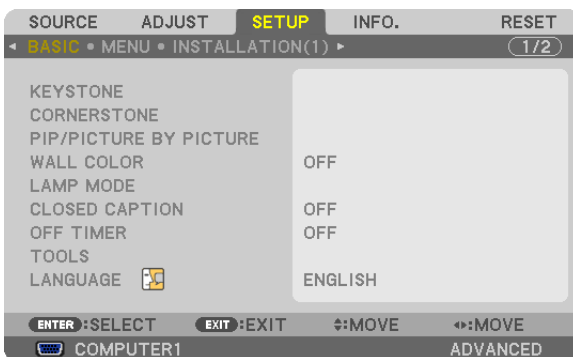 SOURCE ADJUST SETUP INFO. RESET
BASIC • MENU • INSTALLATION(1) 1/2
KEYSTONE
CORNERSTONE
PIP/PICTURE BY PICTURE
WALL COLOR OFF
LAMP MODE
CLOSED CAPTION OFF
OFF TIMER OFF
TOOLS
LANGUAGE ENGLISH
ENTER :SELECT EXIT :EXIT :MOVE :MOVE
COMPUTER1 ADVANCED